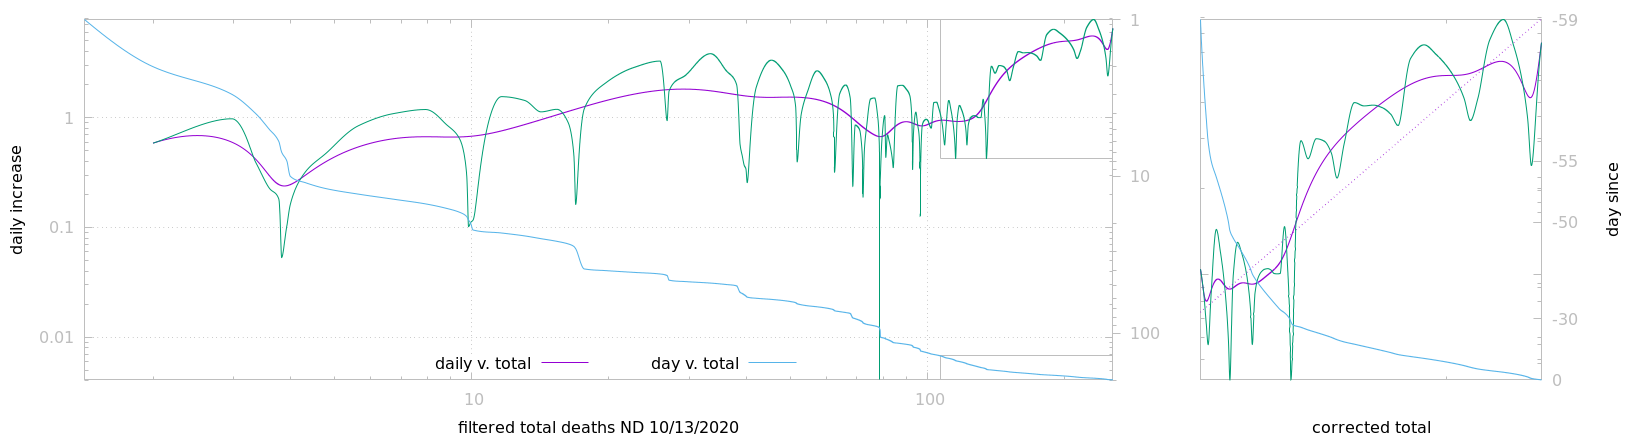 daily increase
1
0.1
0.01
10
100
1
10
100
daily v. total
day v. total
filtered total deaths ND 10/13/2020
-59
-55
-50
-30
0
day since
corrected total